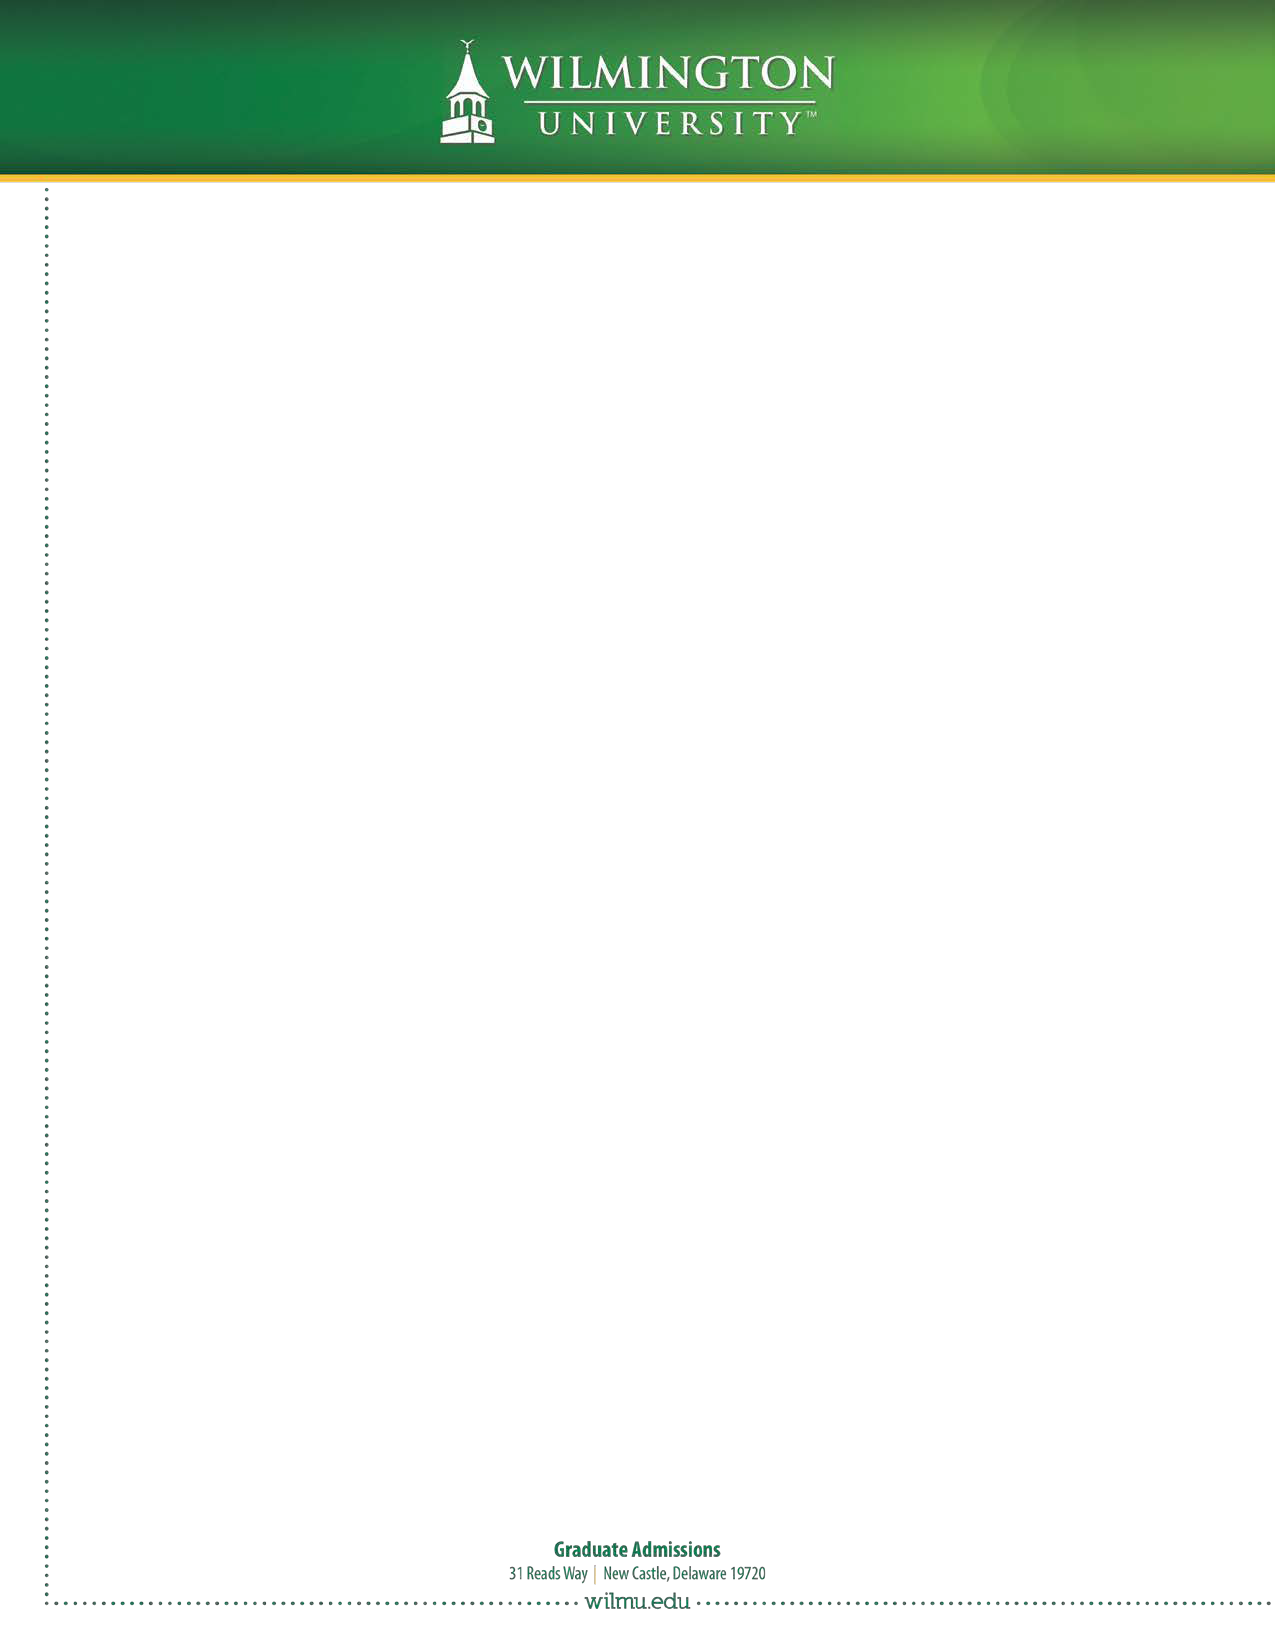 WILMINGTON
UNIVERSITY™
Graduate Admissions
31 Reads Way | New Castle, Delaware 19720
wilmu.edu